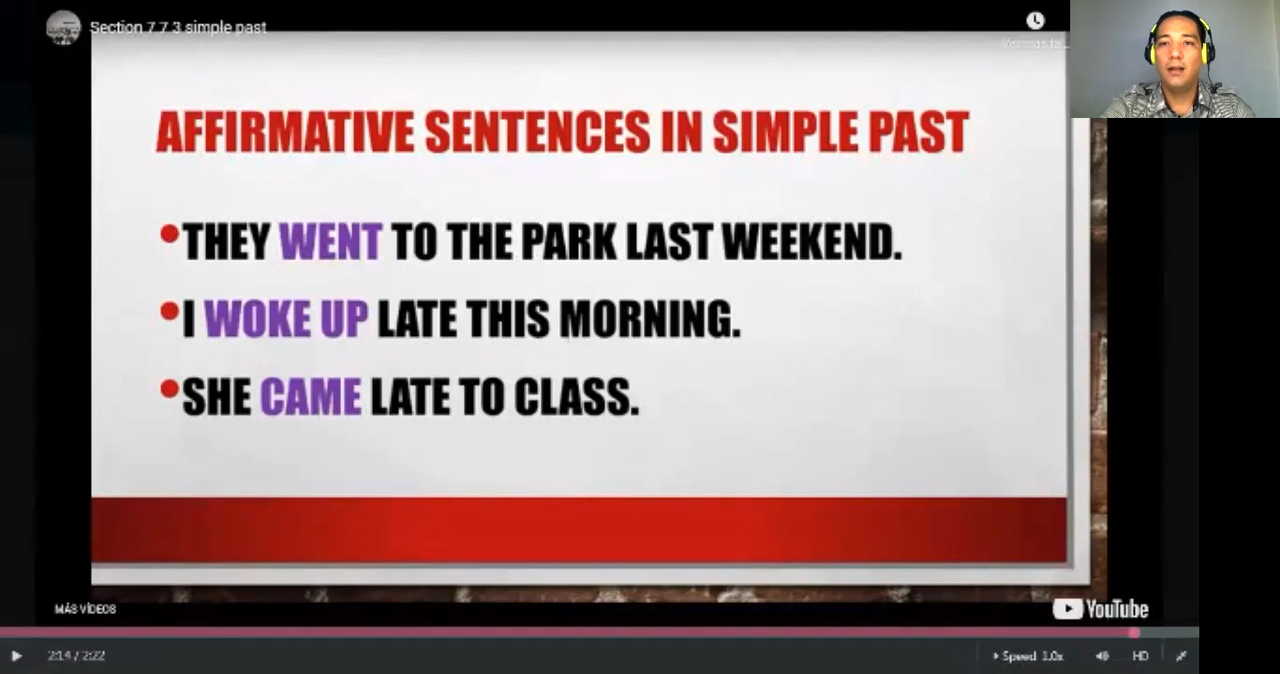 Section 7 7 3 simple past
AFFIRMATIVE SENTENCES IN SIMPLE PAST
•THEY WENT TO THE PARK LAST WEEKEND.
•I WOKE UP LATE THIS MORNING.
•SHE CAME LATE TO CLASS.
MÁS VÍDEOS
YouTube
2:14 / 2:22
Speed 1.0x
HD